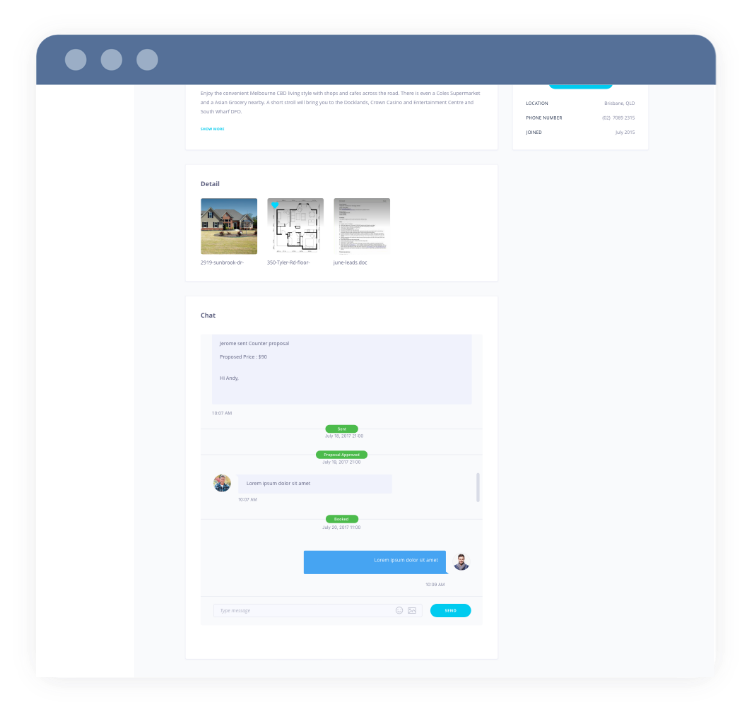 Enjoy the convenient Melbourne CBD living style with shops and cafes across the road. There is even a Coles Supermarket
and a Asian Grocery nearby. A short stroll will bring you to the Docklands, Crown Casino and Entertainment Centre and
South Wharf DFO.
SHOW MORE
LOCATION Brisbane, QLD
PHONE NUMBER (02) 7005 2315
JOINED July 2015
Detail
2519-sunbrook-dr-
350-Tyler-Rd-floor-
june-leads.doc
Chat
Jerome sent Counter proposal
Proposed Price : $90
Hi Andy,
10:01 AM
Sent
July 18, 2017 21:00
Proposal Approved
July 18, 2017 21:00
Lorem ipsum dolor sit amet
10:07 AM
Booked
July 20, 2017 11:00
Lorem ipsum dolor sit amet
10:09 AM
Type message
SEND